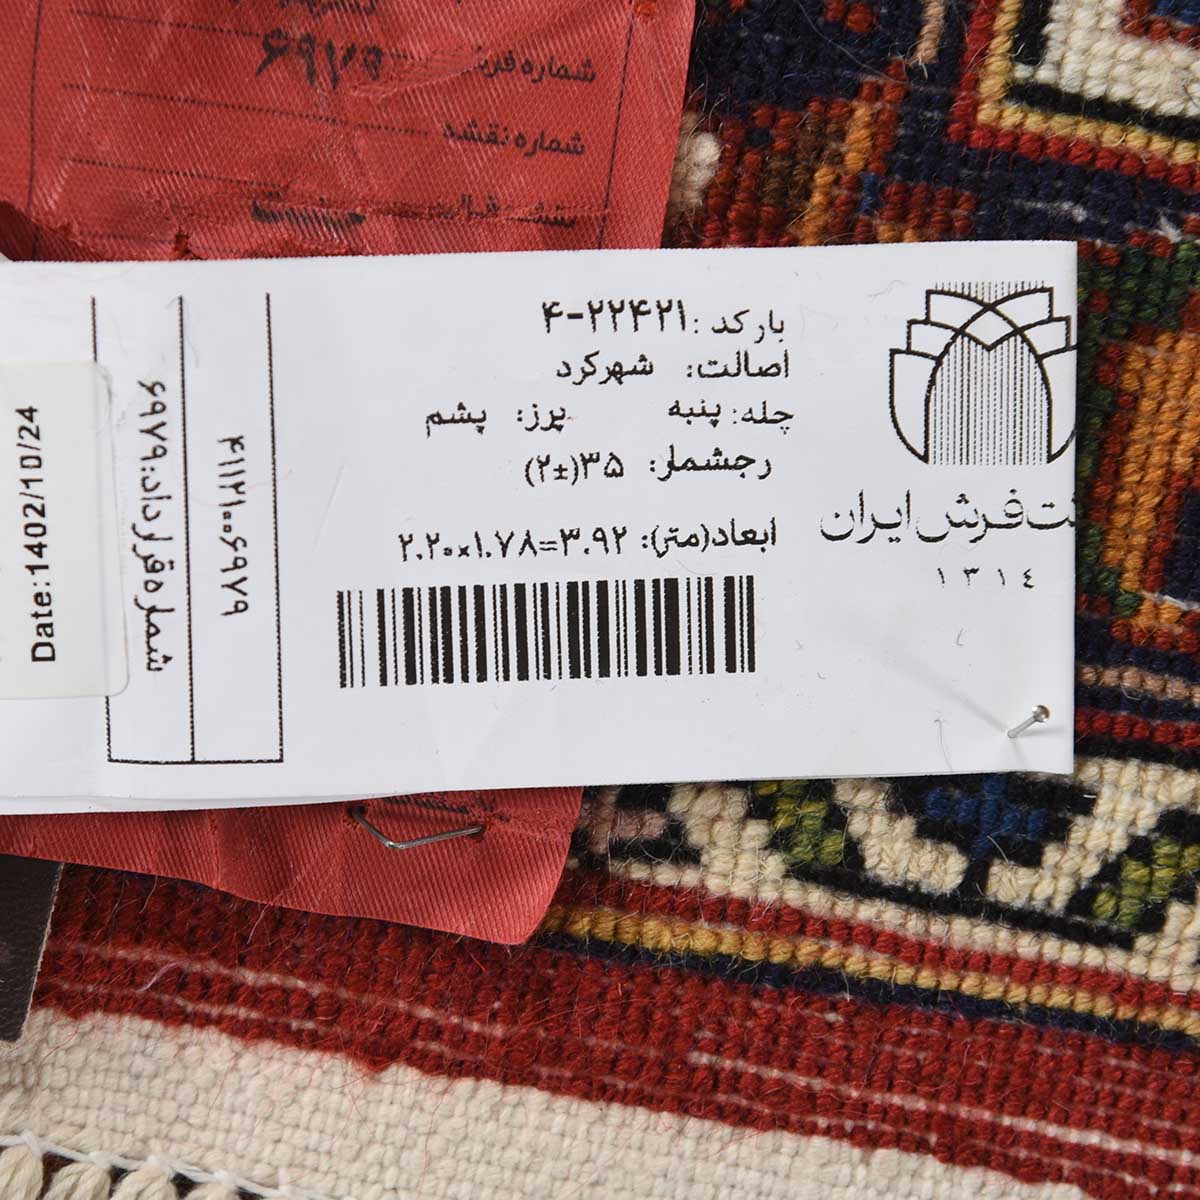 شماره فرش
۶۹۷۹
شماره نقشه
بارکد: ۲۲۴۲۱-۴
اصالت: شهرکرد
چله: پنبه پرز: پشم
رجشمار: ۳۵(±۲)
ابعاد(متر): ۲.۲۰×۱.۷۸=۳.۹۲
فرش ایران
۱۳۱٤
۴۱۱۲۱۰۰۶۹۷۹
شماره قرارداد: ۶۹۷۹
Date:1402/10/24